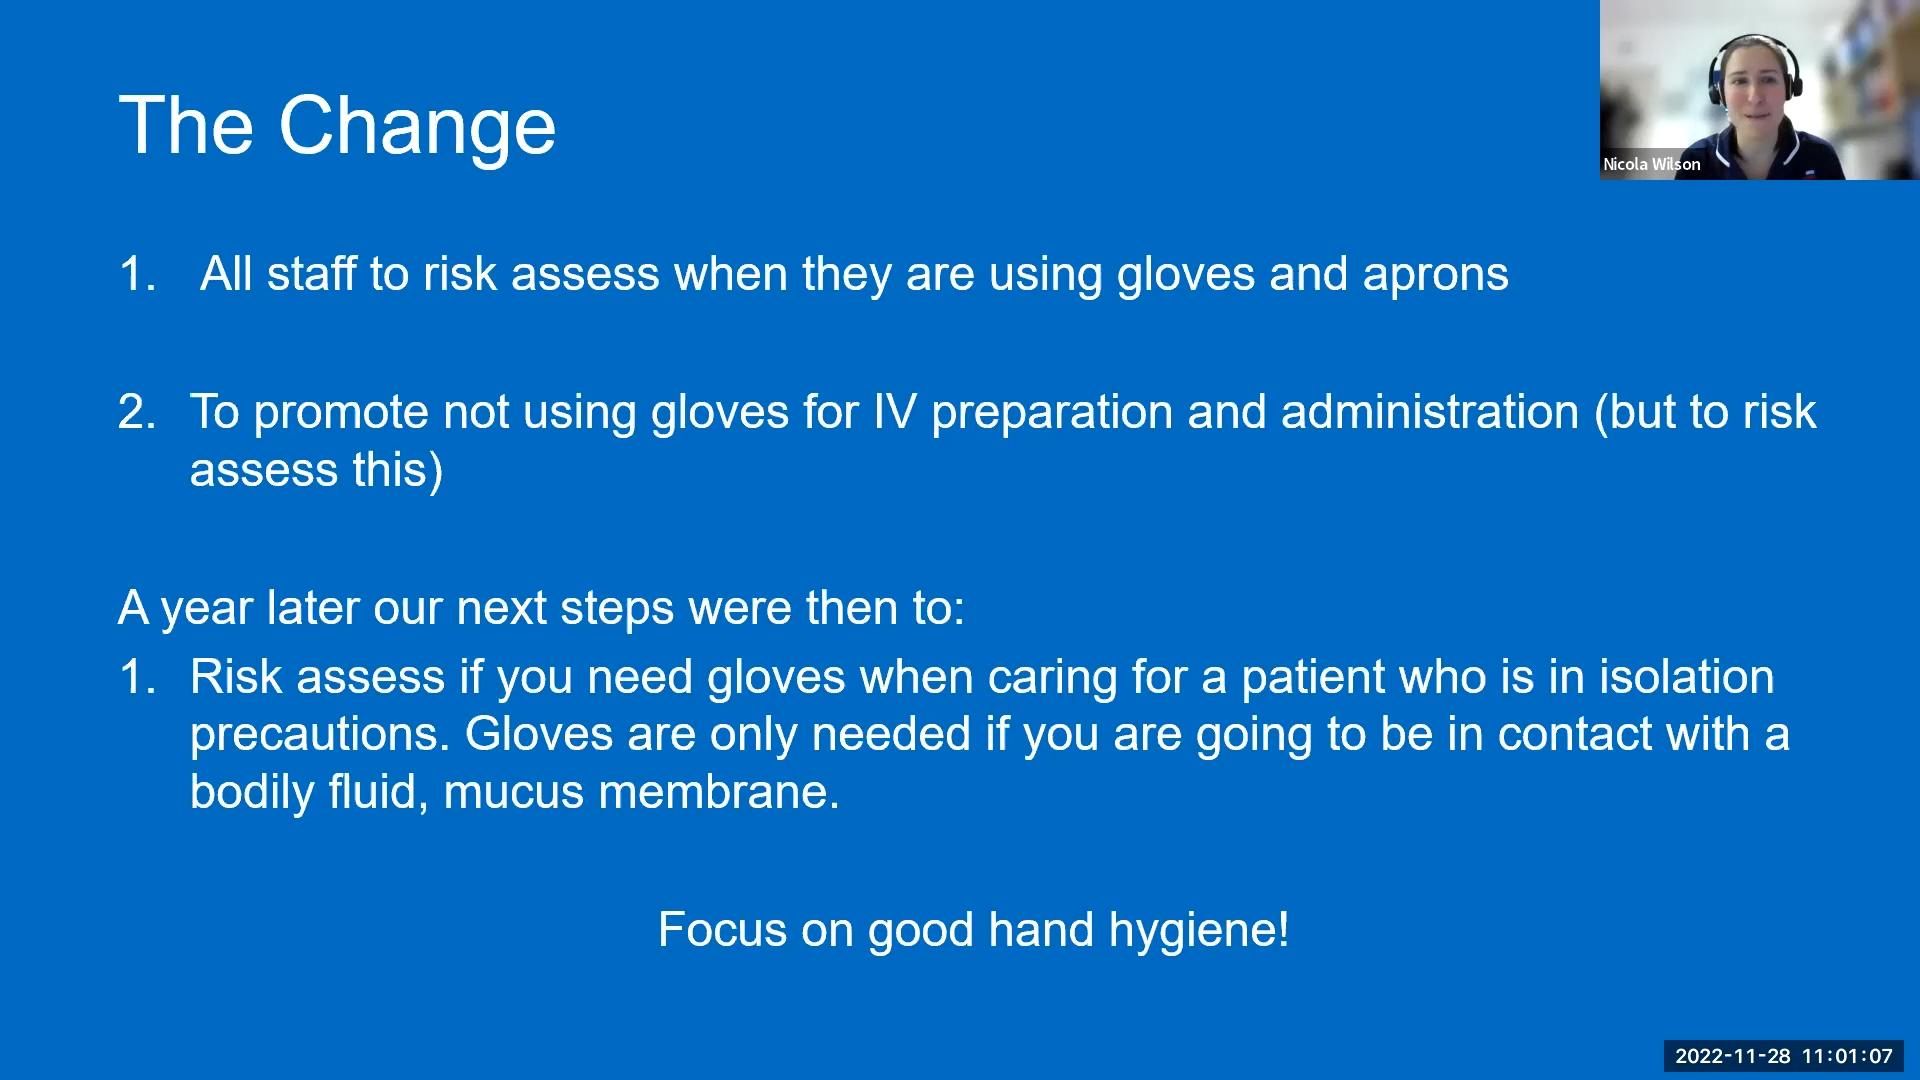 The Change
Nicola Wilson
1. All staff to risk assess when they are using gloves and aprons
2. To promote not using gloves for IV preparation and administration (but to risk
assess this)
A year later our next steps were then to:
1. Risk assess if you need gloves when caring for a patient who is in isolation
precautions. Gloves are only needed if you are going to be in contact with a
bodily fluid, mucus membrane.
Focus on good hand hygiene!
2022-11-28 11:01:07